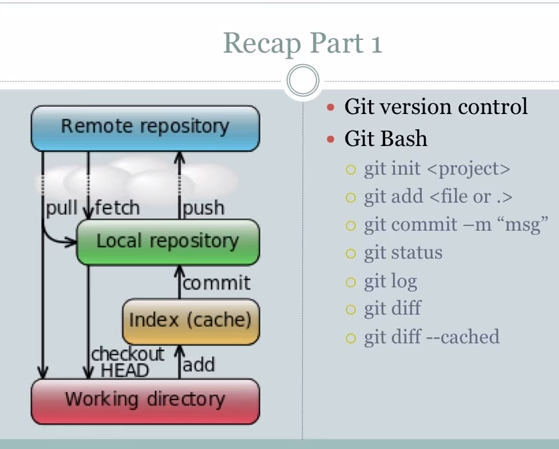 Recap Part 1
Remote repository
pull
fetch
push
Local repository
commit
Index (cache)
checkout
HEAD
add
Working directory
Git version control
Git Bash
git init <project>
git add <file or .>
git commit –m “msg”
git status
git log
git diff
git diff --cached